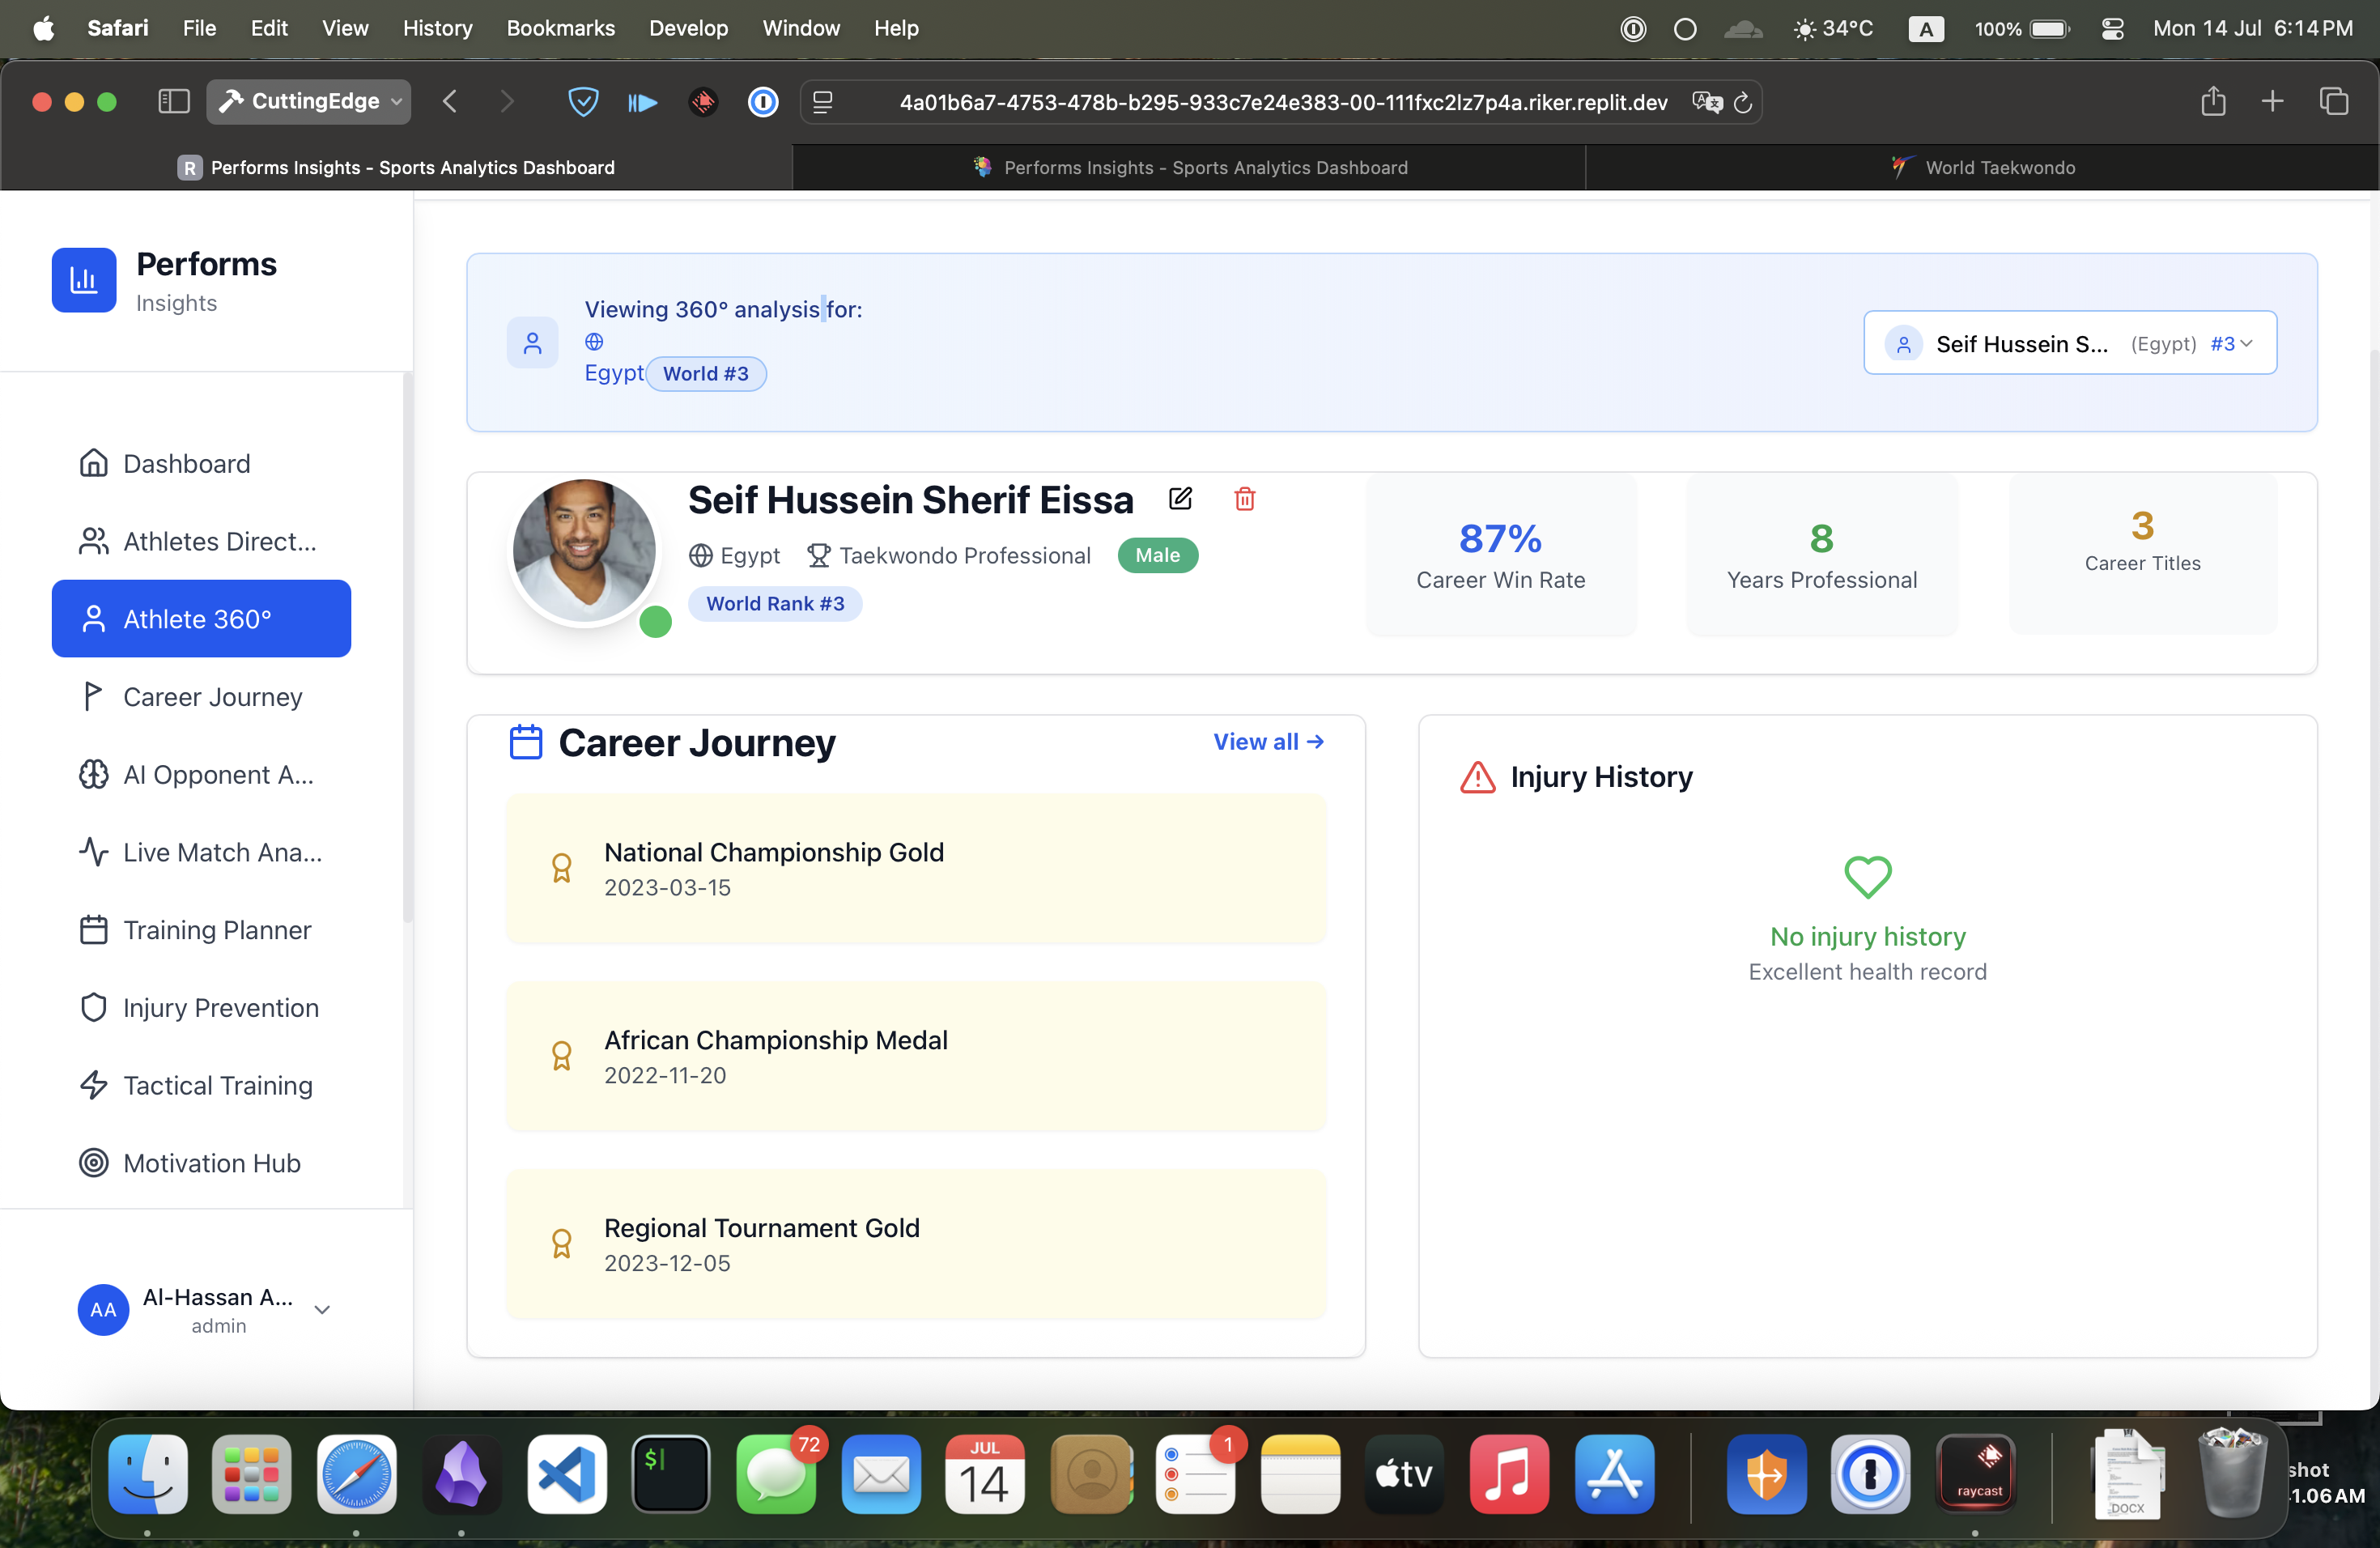 Safari File Edit View History Bookmarks Develop Window Help 34°C A 100% Mon 14 Jul 6:14 PM
CuttingEdge 4a01b6a7-4753-478b-b295-933c7e24e383-00-111fxc2lz7p4a.riker.replit.dev
R Performs Insights - Sports Analytics Dashboard Performs Insights - Sports Analytics Dashboard World Taekwondo
Performs
Insights
Dashboard
Athletes Direct...
Athlete 360°
Career Journey
AI Opponent A...
Live Match Ana...
Training Planner
Injury Prevention
Tactical Training
Motivation Hub
AA Al-Hassan A...
admin
Viewing 360° analysis for:
Egypt World #3
Seif Hussein S... (Egypt) #3
Seif Hussein Sherif Eissa
Egypt Taekwondo Professional Male
World Rank #3
87%
Career Win Rate
8
Years Professional
3
Career Titles
Career Journey View all →
National Championship Gold
2023-03-15
African Championship Medal
2022-11-20
Regional Tournament Gold
2023-12-05
Injury History
No injury history
Excellent health record
72
JUL
14
1
$
tv
raycast
DOCX
shot
1.06 AM